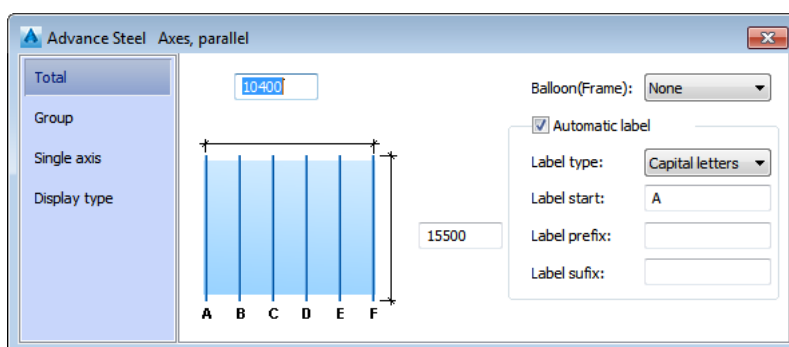 Advance Steel Axes, parallel
Total
Group
Single axis
Display type
10400
15500
A B C D E F
Balloon(Frame): None
Automatic label
Label type: Capital letters
Label start: A
Label prefix:
Label sufix: